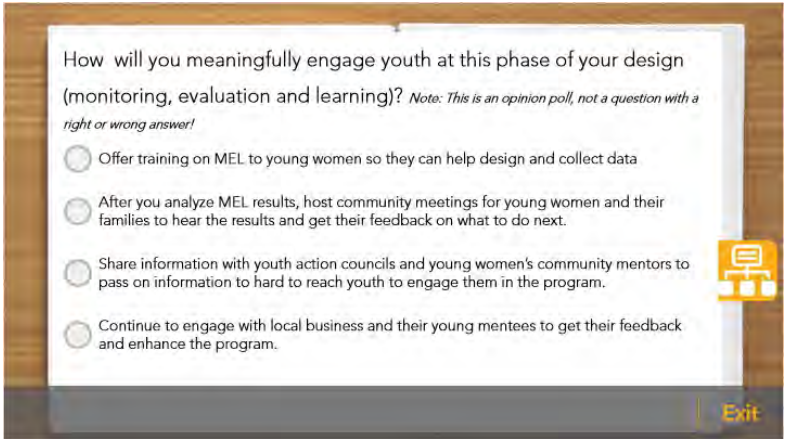 How will you meaningfully engage youth at this phase of your design
(monitoring, evaluation and learning)? Note: This is an opinion poll, not a question with a
right or wrong answer!
Offer training on MEL to young women so they can help design and collect data
After you analyze MEL results, host community meetings for young women and their
families to hear the results and get their feedback on what to do next.
Share information with youth action councils and young women's community mentors to
pass on information to hard to reach youth to engage them in the program.
Continue to engage with local business and their young mentees to get their feedback
and enhance the program.
Exit